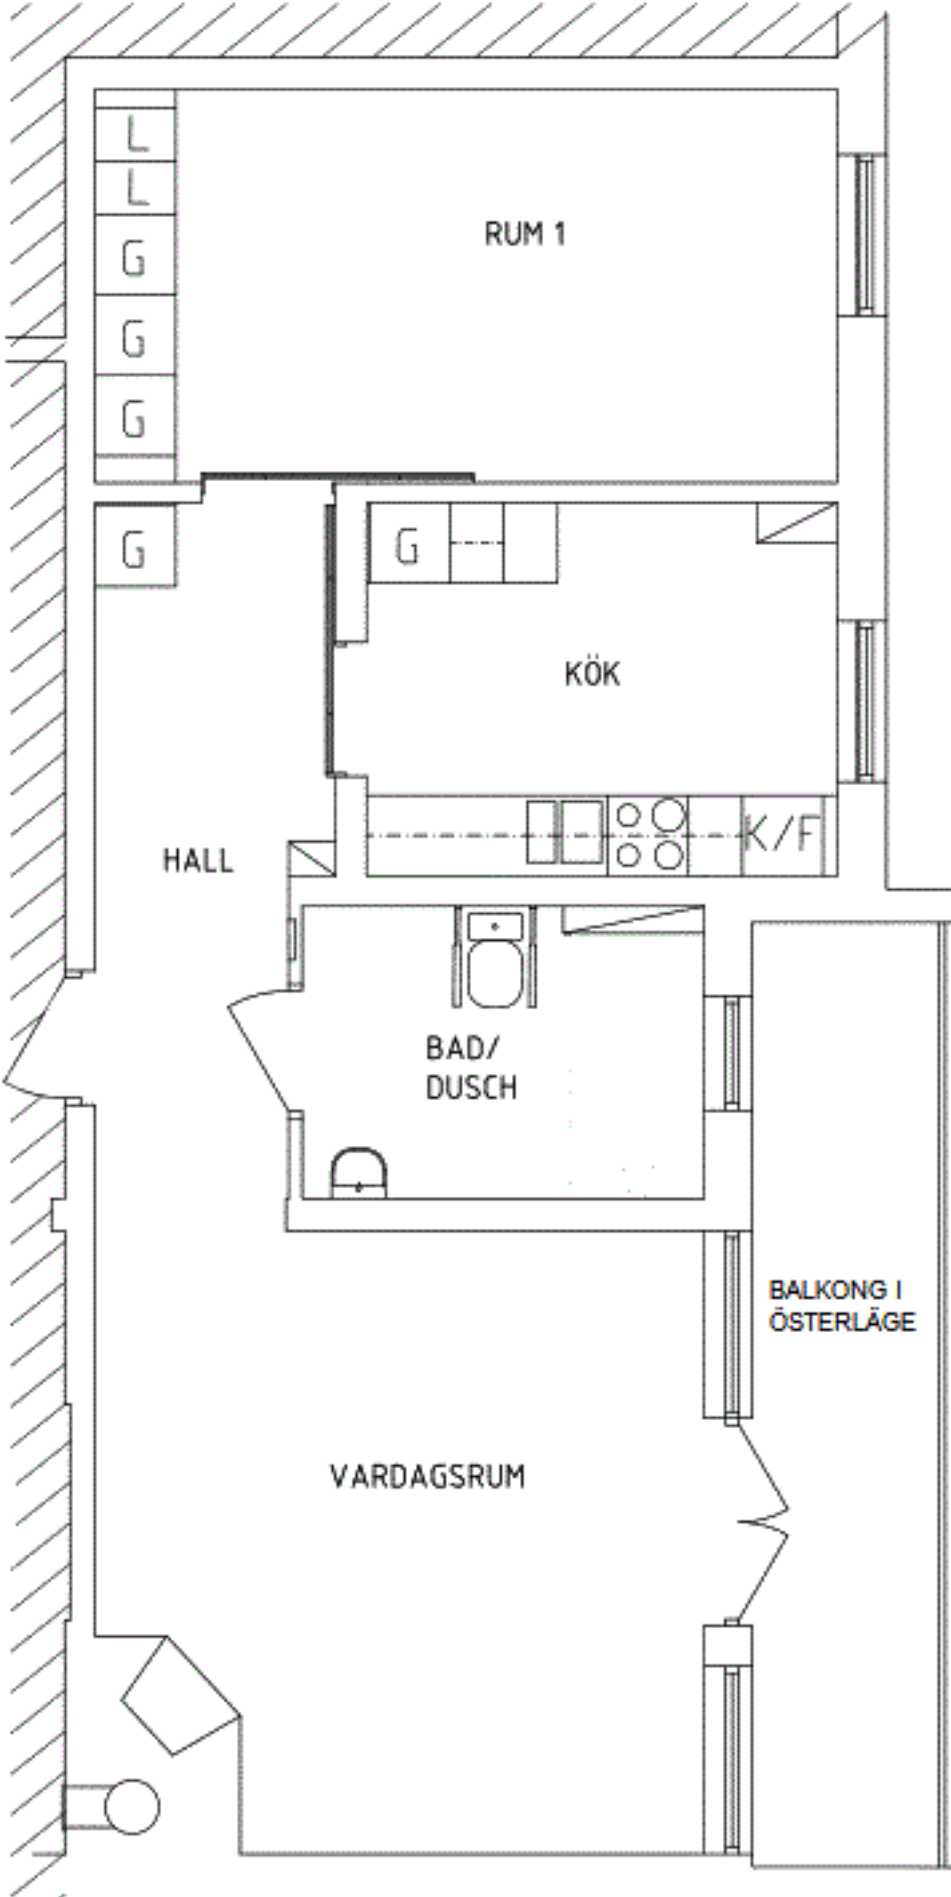 L
L
RUM 1
G
G
G
G
G
KÖK
K/F
HALL
BAD/
DUSCH
BALKONG I
ÖSTERLÄGE
VARDAGSRUM